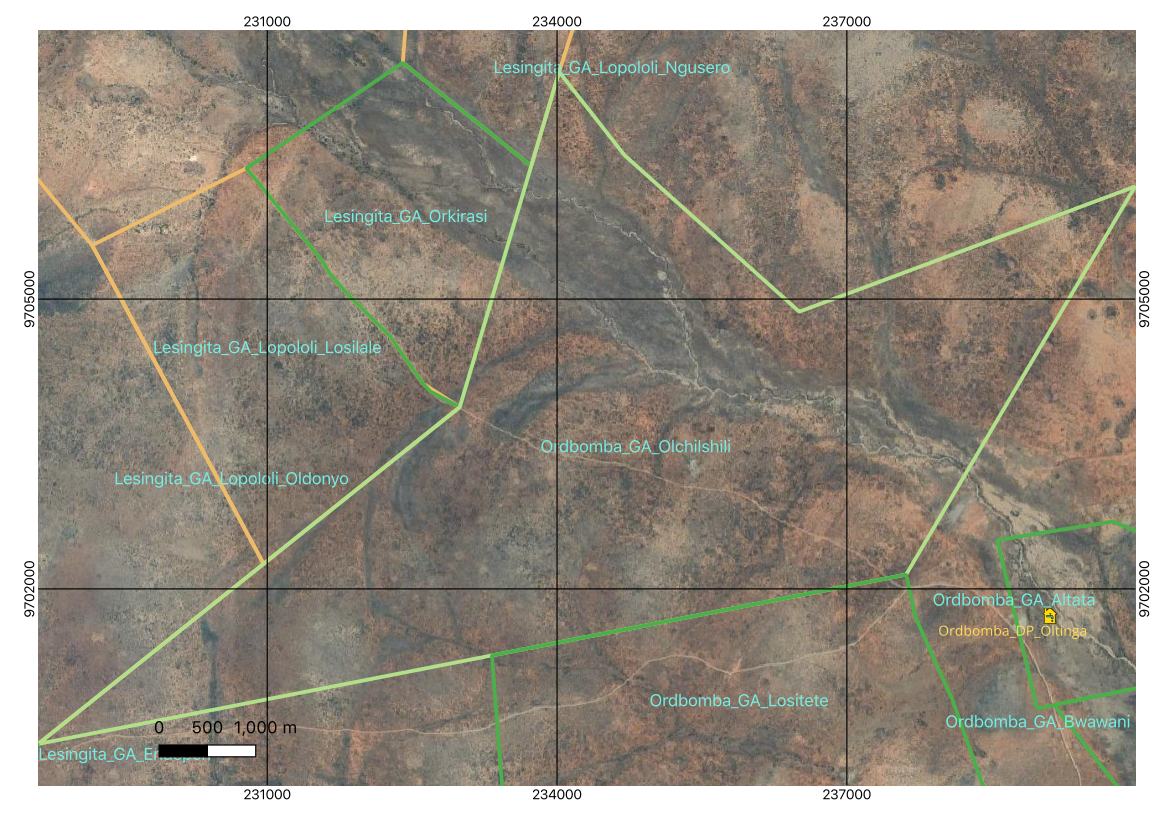 231000 234000 237000
Lesingita_GA_Lopololi_Ngusero
Lesingita_GA_Orkirasi
9705000 9705000
Lesingita_GA_Lopololi_Losilale
Ordbomba_GA_Olchilshili
Lesingita_GA_Lopololi_Oldonyo
9702000 9702000
Ordbomba_GA_Altata
Ordbomba_DP_Oltinga
Ordbomba_GA_Lositete
Ordbomba_GA_Bwawani
0 500 1,000 m
231000 234000 237000